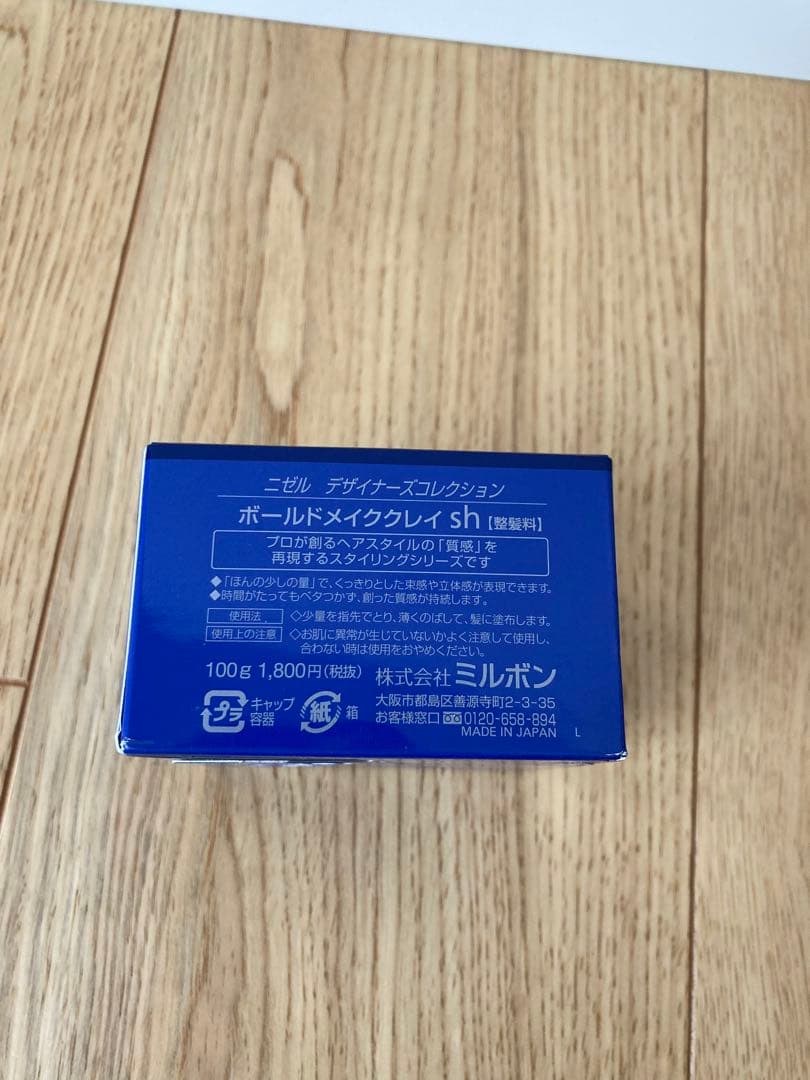 ニゼル デザイナーズコレクション
ボールドメイククレイ sh【整髪料】
プロが創るヘアスタイルの「質感」を
再現するスタイリングシリーズです
◆「ほんの少しの量」で、くっきりとした束感や立体感が表現できます。
◆時間がたってもベタつかず、創った質感が持続します。
使用法 ◇少量を指先でとり、薄くのばして、髪に塗布します。
使用上の注意 ◇お肌に異常が生じていないかよく注意して使用し、
合わない時は使用をおやめください。
100g 1,800円(税抜) 株式会社 ミルボン
プラ キャップ 容器 紙 箱
大阪市都島区善源寺町2-3-35
お客様窓口 0120-658-894
MADE IN JAPAN L